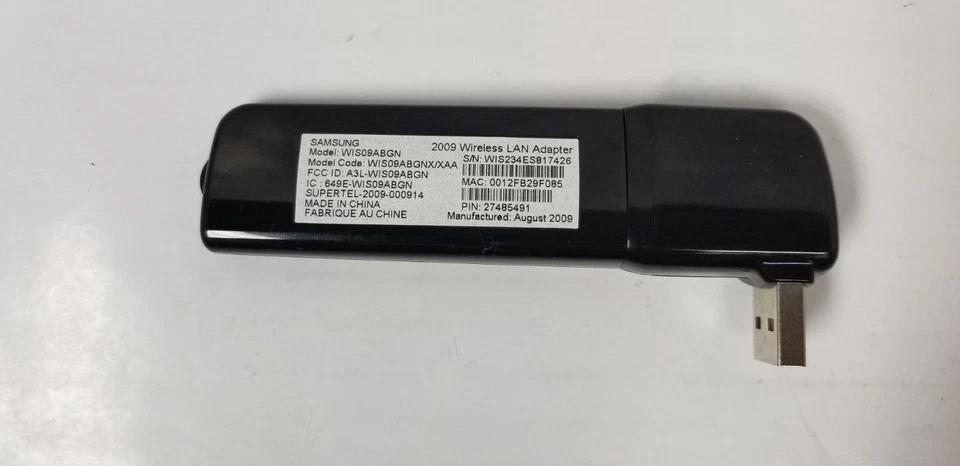 SAMSUNG
2009 Wireless LAN Adapter
Model: WIS09ABGN
S/N: WIS234ES817426
Model Code: WIS09ABGNX/XAA
FCC ID: A3L-WIS09ABGN
MAC: 0012FB29F085
IC : 649E-WIS09ABGN
SUPERTEL-2009-000914
MADE IN CHINA
PIN: 27485491
FABRIQUE AU CHINE
Manufactured: August 2009